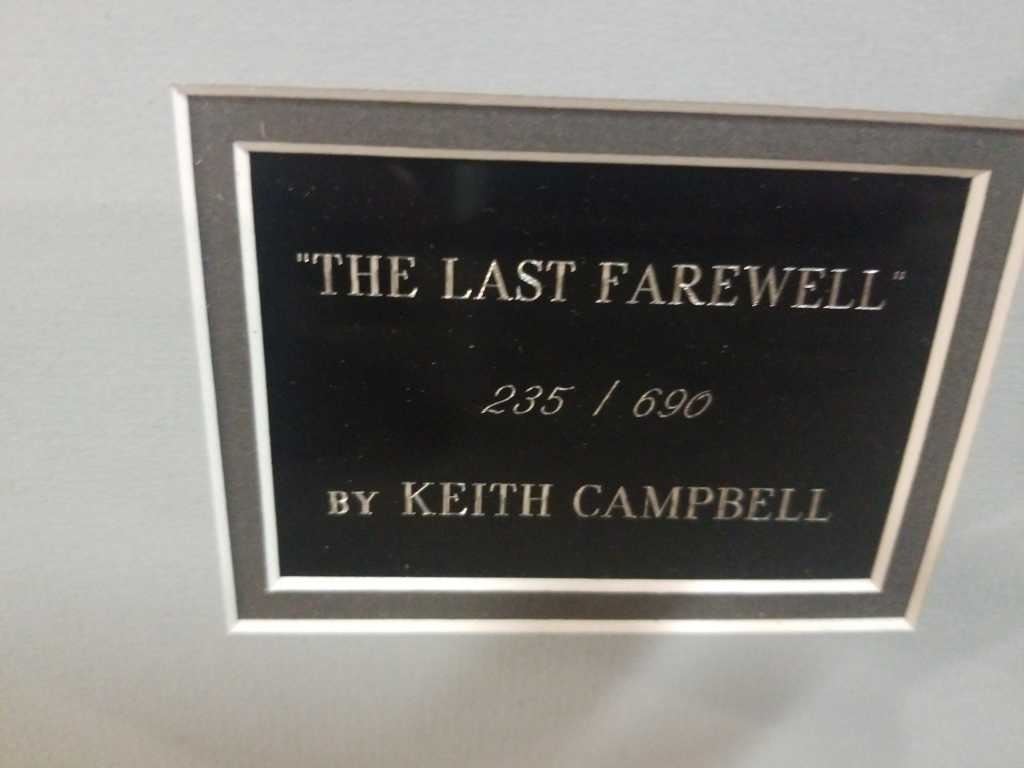 "THE LAST FAREWELL"
235 / 690
BY KEITH CAMPBELL